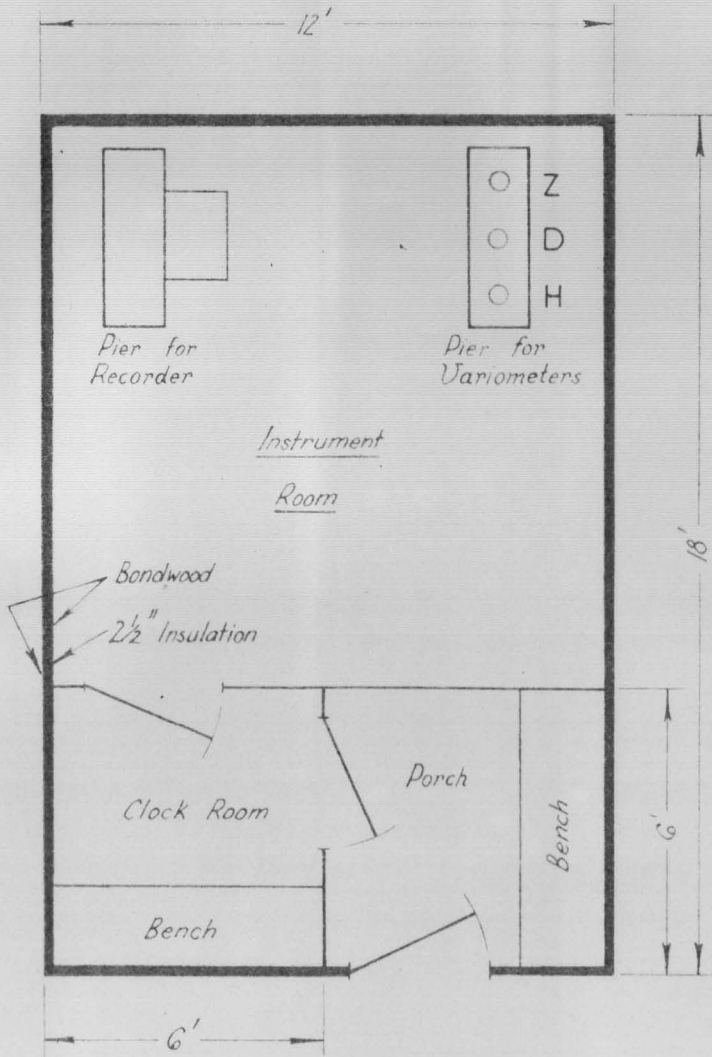 12'
Z
D
H
Pier for
Recorder
Pier for
Variometers
Instrument
Room
18'
Bondwood
2½" Insulation
Porch
Clock Room
6'
Bench
Bench
6'